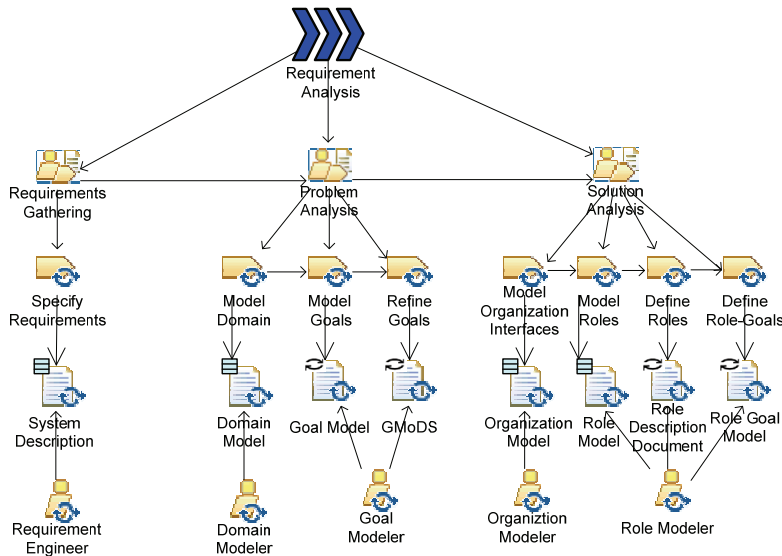 Requirement
Analysis
Requirements
Gathering
Problem
Analysis
Solution
Analysis
Specify
Requirements
Model
Domain
Model
Goals
Refine
Goals
Model
Organization
Interfaces
Model
Roles
Define
Roles
Define
Role-Goals
System
Description
Domain
Model
Goal Model
GMoDS
Organization
Model
Role
Model
Role
Description
Document
Role Goal
Model
Requirement
Engineer
Domain
Modeler
Goal
Modeler
Organiztion
Modeler
Role Modeler